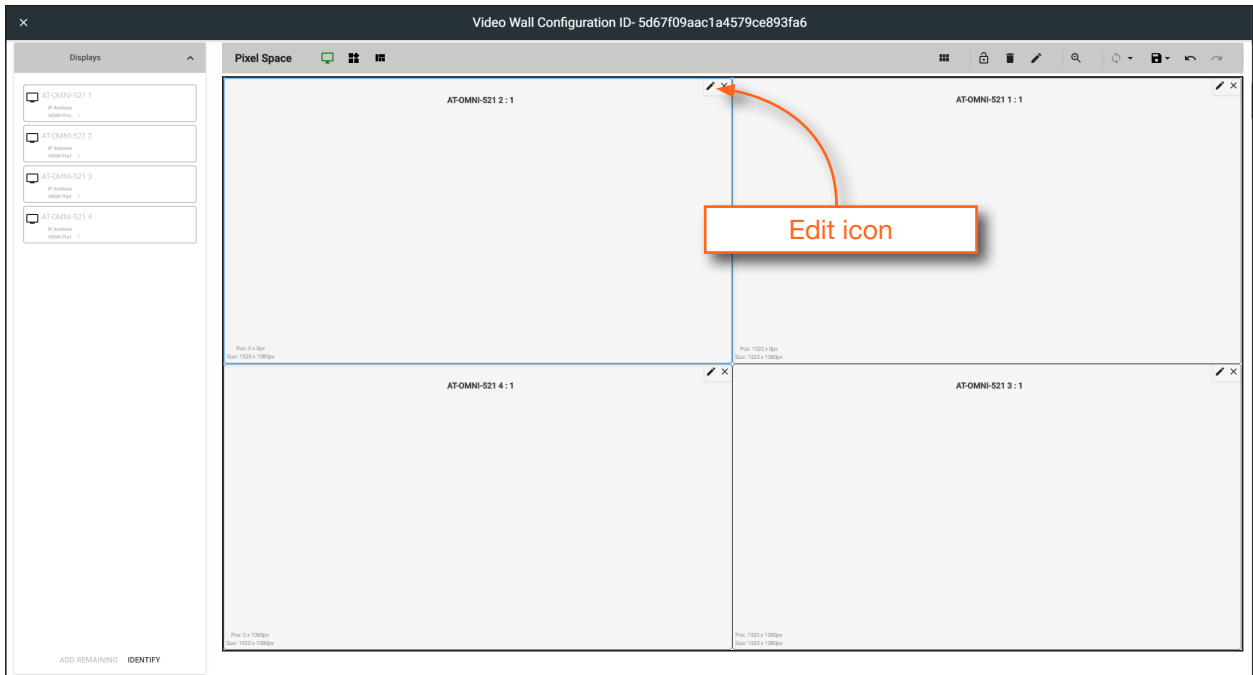 Video Wall Configuration ID- 5d67f09aac1a4579ce893fa6
Displays
Pixel Space
AT-OMNI-521 1
IP Address
HDMI Port 1
AT-OMNI-521 2
IP Address
HDMI Port 1
AT-OMNI-521 3
IP Address
HDMI Port 1
AT-OMNI-521 4
IP Address
HDMI Port 1
ADD REMAINING IDENTIFY
AT-OMNI-521 2 : 1
Pos: 0 x 0px
Size: 1920 x 1080px
AT-OMNI-521 1 : 1
Pos: 1920 x 0px
Size: 1920 x 1080px
Edit icon
AT-OMNI-521 4 : 1
Pos: 0 x 1080px
Size: 1920 x 1080px
AT-OMNI-521 3 : 1
Pos: 1920 x 1080px
Size: 1920 x 1080px